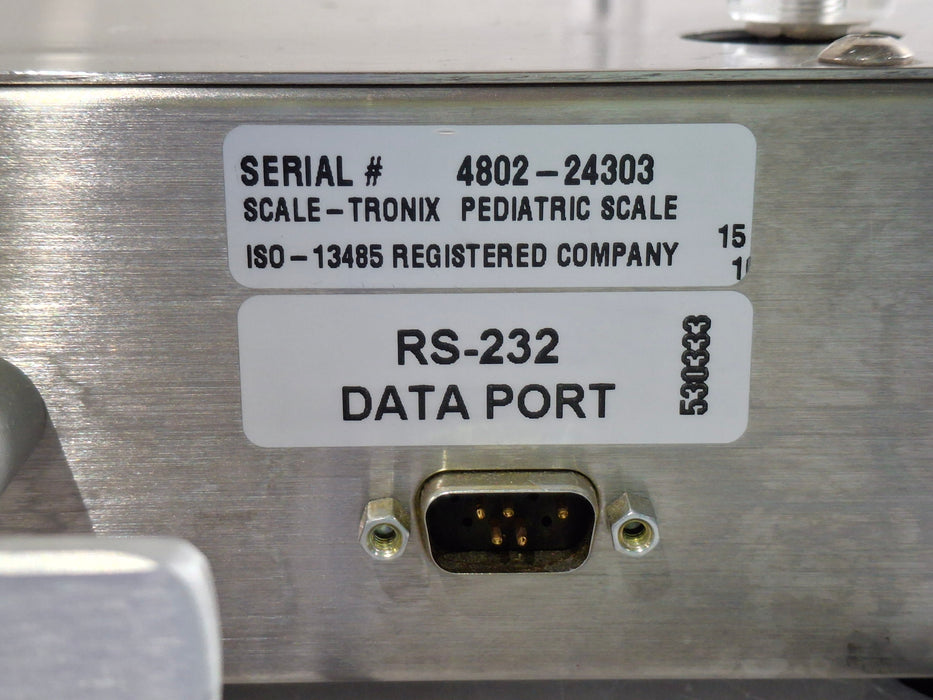 SERIAL # 4802-24303
SCALE-TRONIX PEDIATRIC SCALE
ISO-13485 REGISTERED COMPANY 15
RS-232
DATA PORT
530333